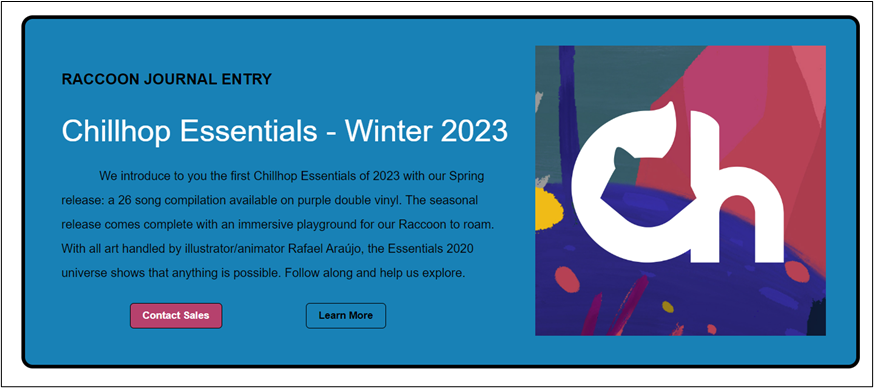 RACCOON JOURNAL ENTRY
Chillhop Essentials - Winter 2023
We introduce to you the first Chillhop Essentials of 2023 with our Spring
release: a 26 song compilation available on purple double vinyl. The seasonal
release comes complete with an immersive playground for our Raccoon to roam.
With all art handled by illustrator/animator Rafael Araújo, the Essentials 2020
universe shows that anything is possible. Follow along and help us explore.
Contact Sales
Learn More
Ch